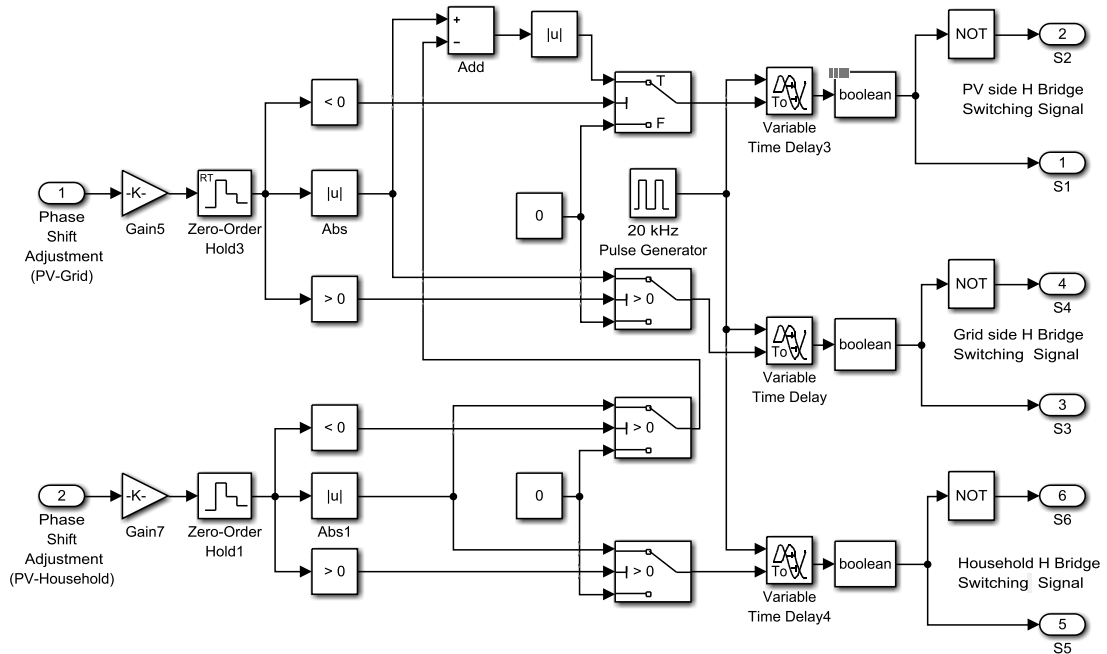 +
−
Add
|u|
T
F
< 0
To
Variable
Time Delay3
boolean
NOT
2
S2
PV side H Bridge
Switching Signal
1
S1
1
Phase
Shift
Adjustment
(PV-Grid)
-K-
Gain5
RT
Zero-Order
Hold3
|u|
Abs
> 0
0
20 kHz
Pulse Generator
> 0
To
Variable
Time Delay
boolean
NOT
4
S4
Grid side H Bridge
Switching Signal
3
S3
2
Phase
Shift
Adjustment
(PV-Household)
-K-
Gain7
Zero-Order
Hold1
< 0
|u|
Abs1
> 0
> 0
0
> 0
To
Variable
Time Delay4
boolean
NOT
6
S6
Household H Bridge
Switching Signal
5
S5